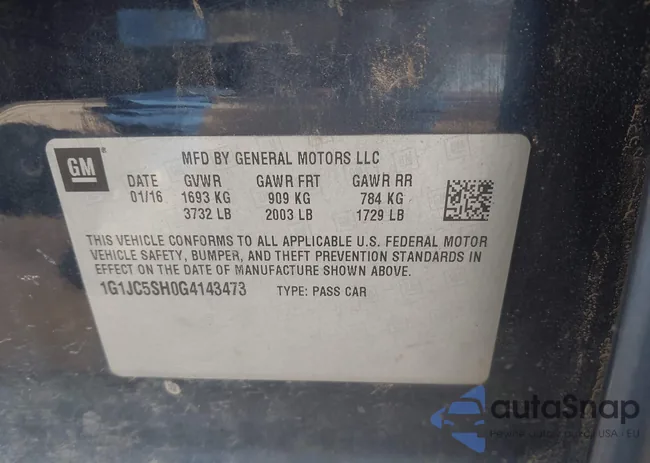 GM
MFD BY GENERAL MOTORS LLC
DATE GVWR GAWR FRT GAWR RR
01/16 1693 KG 909 KG 784 KG
3732 LB 2003 LB 1729 LB
THIS VEHICLE CONFORMS TO ALL APPLICABLE U.S. FEDERAL MOTOR
VEHICLE SAFETY, BUMPER, AND THEFT PREVENTION STANDARDS IN
EFFECT ON THE DATE OF MANUFACTURE SHOWN ABOVE.
1G1JC5SH0G4143473 TYPE: PASS CAR
autoSnap
USA - EU